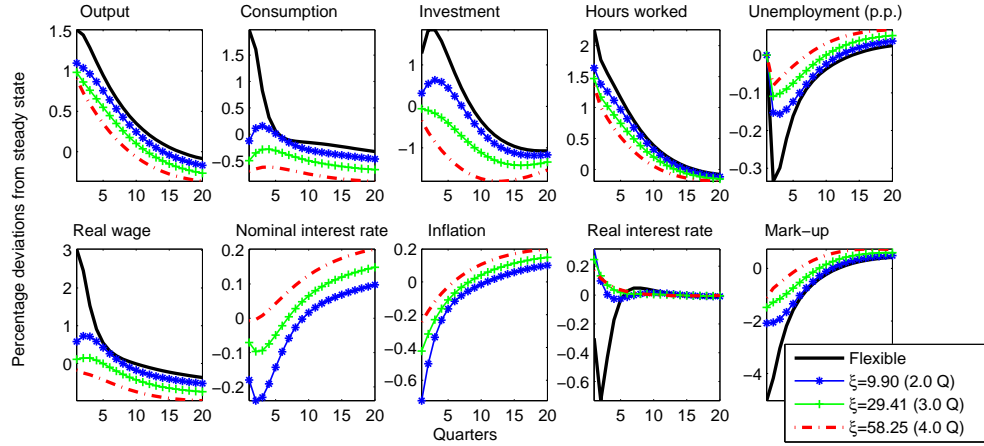 Output
Consumption
Investment
Hours worked
Unemployment (p.p.)
Percentage deviations from steady state
1.5
1
0.5
0
5 10 15 20
1.5
1
0.5
0
−0.5
5 10 15 20
1
0
−1
5 10 15 20
2
1.5
1
0.5
0
5 10 15 20
0
−0.1
−0.2
−0.3
5 10 15 20
Real wage
Nominal interest rate
Inflation
Real interest rate
Mark−up
3
2
1
0
5 10 15 20
0.2
0.1
0
−0.1
−0.2
5 10 15 20
0.2
0
−0.2
−0.4
−0.6
5 10 15 20
0.2
0
−0.2
−0.4
−0.6
5 10 15 20
0
−2
−4
5
Quarters
Flexible
ξ=9.90 (2.0 Q)
ξ=29.41 (3.0 Q)
ξ=58.25 (4.0 Q)